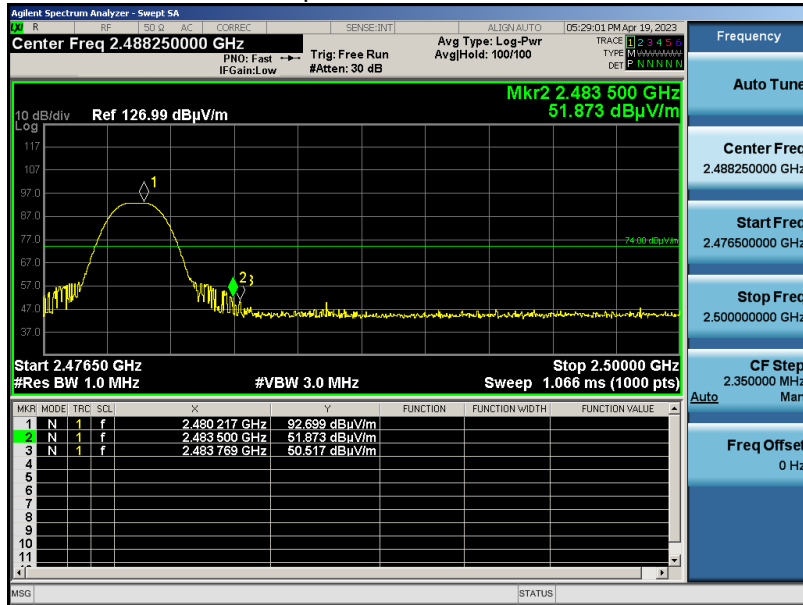 Agilent Spectrum Analyzer - Swept SA
LXI R RF 50 Ω AC CORREC SENSE:INT ALIGN AUTO 05:29:01 PM Apr 19, 2023
Center Freq 2.488250000 GHz
PNO: Fast
IFGain:Low
Trig: Free Run
#Atten: 30 dB
Avg Type: Log-Pwr
Avg|Hold: 100/100
TRACE 1 2 3 4 5 6
TYPE M
DET P N N N N N
Mkr2 2.483 500 GHz
51.873 dBµV/m
10 dB/div Ref 126.99 dBµV/m
Log
117
107
97.0
87.0
77.0
67.0
57.0
47.0
37.0
1
2
3
74.00 dBµV/m
Start 2.47650 GHz Stop 2.50000 GHz
#Res BW 1.0 MHz #VBW 3.0 MHz Sweep 1.066 ms (1000 pts)
MKR MODE TRC SCL X Y FUNCTION FUNCTION WIDTH FUNCTION VALUE
1 N 1 f 2.480 217 GHz 92.699 dBµV/m
2 N 1 f 2.483 500 GHz 51.873 dBµV/m
3 N 1 f 2.483 769 GHz 50.517 dBµV/m
4
5
6
7
8
9
10
11
MSG STATUS
Frequency
Auto Tune
Center Freq
2.488250000 GHz
Start Freq
2.476500000 GHz
Stop Freq
2.500000000 GHz
CF Step
2.350000 MHz
Auto Man
Freq Offset
0 Hz